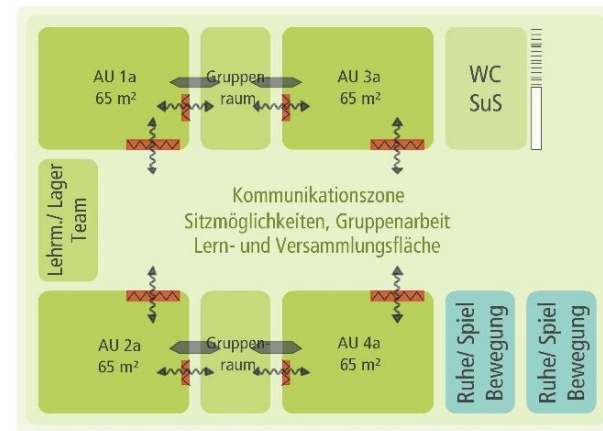 AU 1a
65 m²
Gruppen
raum
AU 3a
65 m²
WC
SuS
Lehrm./ Lager
Team
Kommunikationszone
Sitzmöglichkeiten, Gruppenarbeit
Lern- und Versammlungsfläche
AU 2a
65 m²
Gruppen-
raum
AU 4a
65 m²
Ruhe/ Spiel
Bewegung
Ruhe/ Spiel
Bewegung